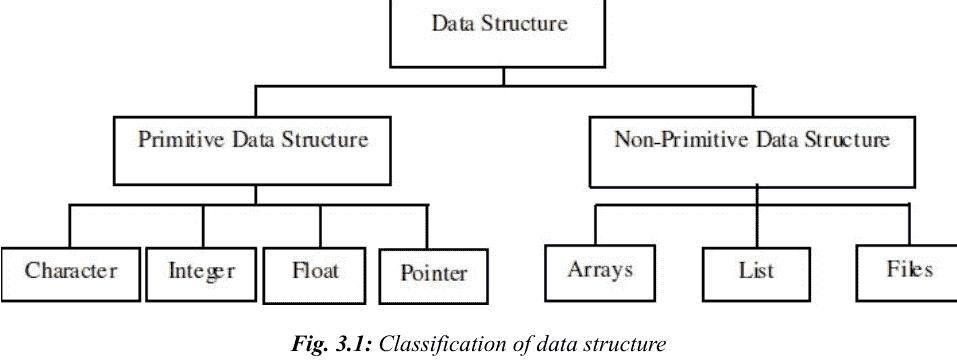 Data Structure
Primitive Data Structure
Non-Primitive Data Structure
Character
Integer
Float
Pointer
Arrays
List
Files
Fig. 3.1: Classification of data structure